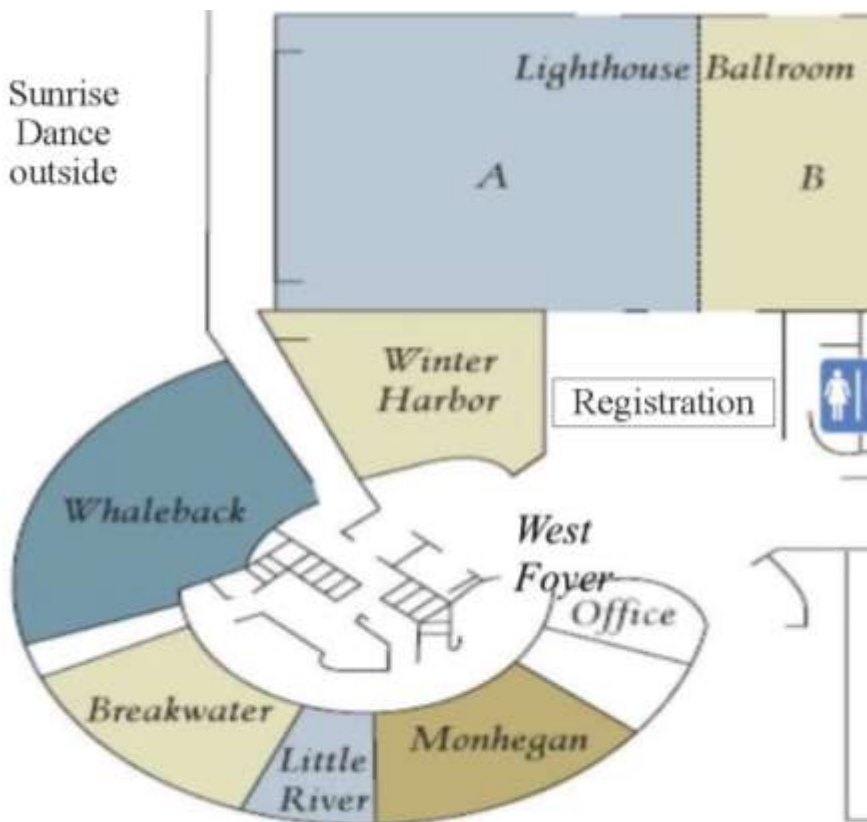 Sunrise
Dance
outside
Lighthouse Ballroom
A
B
Winter
Harbor
Registration
Whaleback
West
Foyer
Office
Breakwater
Little
River
Monhegan